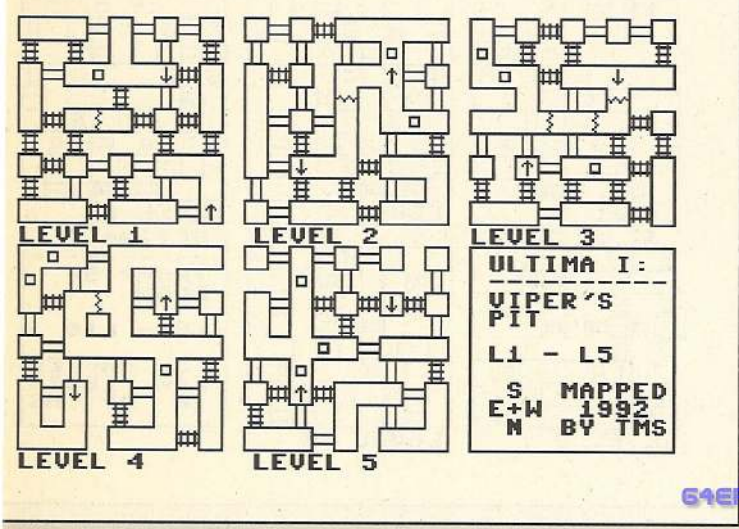 LEVEL 1
LEVEL 2
LEVEL 3
ULTIMA I:
VIPER'S
PIT
L1 - L5
S MAPPED
E+W 1992
N BY TMS
LEVEL 4
LEVEL 5